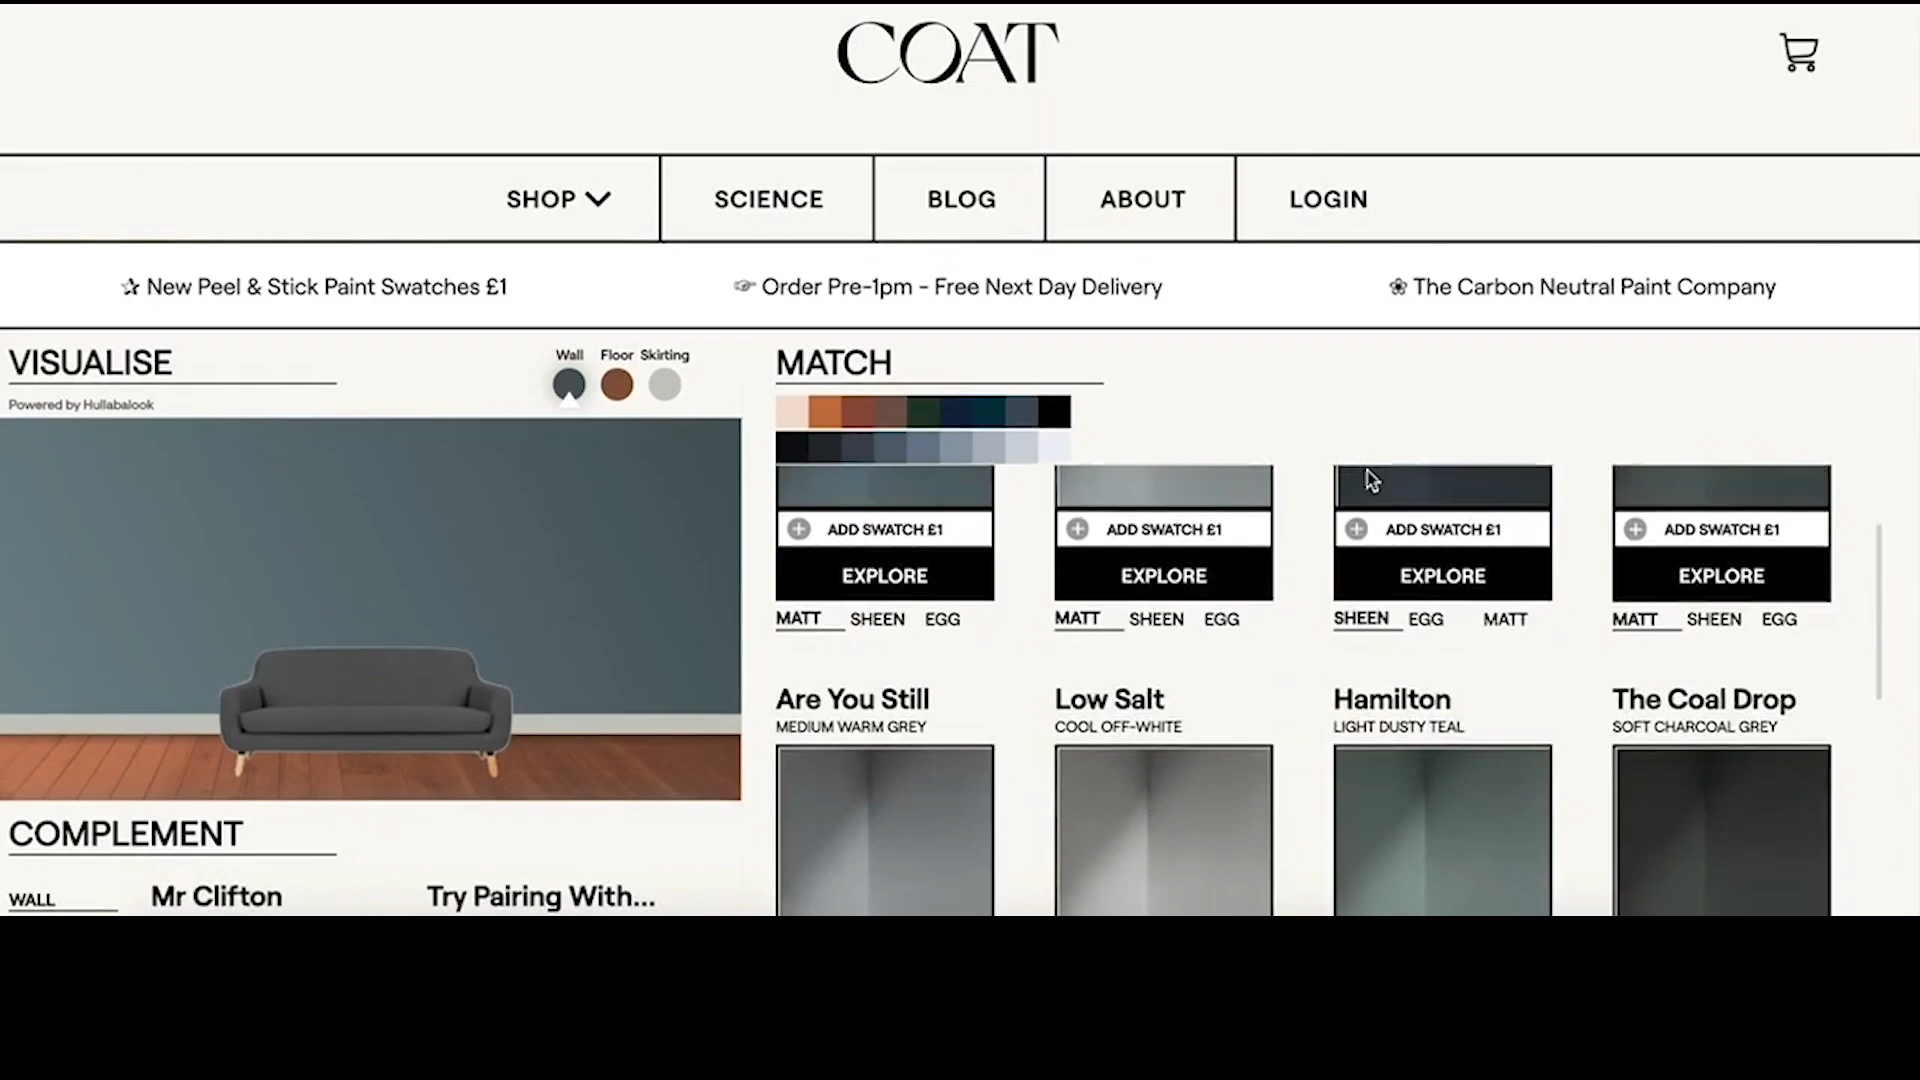 COAT
SHOP
SCIENCE
BLOG
ABOUT
LOGIN
New Peel & Stick Paint Swatches £1
Order Pre-1pm - Free Next Day Delivery
The Carbon Neutral Paint Company
VISUALISE
Wall Floor Skirting
Powered by Hullabalook
MATCH
ADD SWATCH £1
EXPLORE
MATT SHEEN EGG
ADD SWATCH £1
EXPLORE
MATT SHEEN EGG
ADD SWATCH £1
EXPLORE
SHEEN EGG MATT
ADD SWATCH £1
EXPLORE
MATT SHEEN EGG
Are You Still
MEDIUM WARM GREY
Low Salt
COOL OFF-WHITE
Hamilton
LIGHT DUSTY TEAL
The Coal Drop
SOFT CHARCOAL GREY
COMPLEMENT
WALL
Mr Clifton
Try Pairing With...